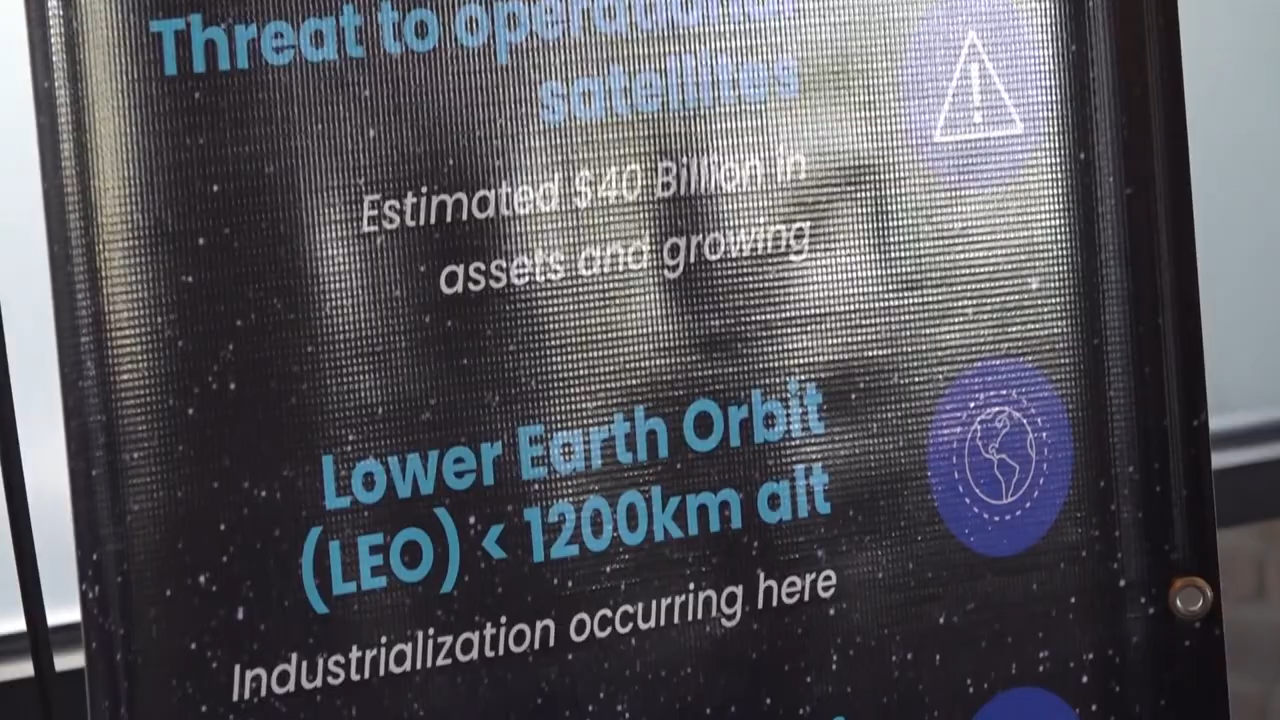 Threat to operational
satellites
Estimated $40 Billion in
assets and growing
Lower Earth Orbit
(LEO) < 1200km alt
Industrialization occurring here